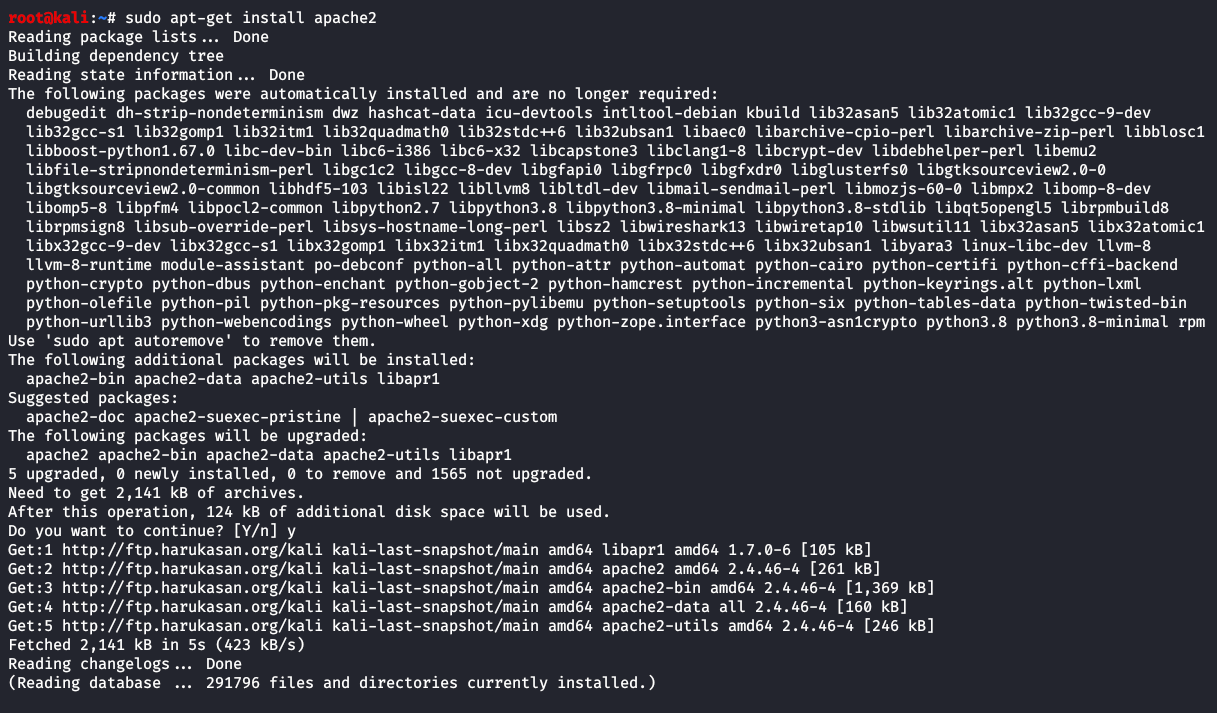 root@kali:~# sudo apt-get install apache2
Reading package lists... Done
Building dependency tree
Reading state information... Done
The following packages were automatically installed and are no longer required:
  debugedit dh-strip-nondeterminism dwz hashcat-data icu-devtools intltool-debian kbuild lib32asan5 lib32atomic1 lib32gcc-9-dev
  lib32gcc-s1 lib32gomp1 lib32itm1 lib32quadmath0 lib32stdc++6 lib32ubsan1 libaec0 libarchive-cpio-perl libarchive-zip-perl libblosc1
  libboost-python1.67.0 libc-dev-bin libc6-i386 libc6-x32 libcapstone3 libclang1-8 libcrypt-dev libdebhelper-perl libemu2
  libfile-stripnondeterminism-perl libgc1c2 libgcc-8-dev libgfapi0 libgfrpc0 libgfxdr0 libglusterfs0 libgtksourceview2.0-0
  libgtksourceview2.0-common libhdf5-103 libisl22 libllvm8 libltdl-dev libmail-sendmail-perl libmozjs-60-0 libmpx2 libomp-8-dev
  libomp5-8 libpfm4 libpocl2-common libpython2.7 libpython3.8 libpython3.8-minimal libpython3.8-stdlib libqt5opengl5 librpmbuild8
  librpmsign8 libsub-override-perl libsys-hostname-long-perl libsz2 libwireshark13 libwiretap10 libwsutil11 libx32asan5 libx32atomic1
  libx32gcc-9-dev libx32gcc-s1 libx32gomp1 libx32itm1 libx32quadmath0 libx32stdc++6 libx32ubsan1 libyara3 linux-libc-dev llvm-8
  llvm-8-runtime module-assistant po-debconf python-all python-attr python-automat python-cairo python-certifi python-cffi-backend
  python-crypto python-dbus python-enchant python-gobject-2 python-hamcrest python-incremental python-keyrings.alt python-lxml
  python-olefile python-pil python-pkg-resources python-pylibemu python-setuptools python-six python-tables-data python-twisted-bin
  python-urllib3 python-webencodings python-wheel python-xdg python-zope.interface python3-asn1crypto python3.8 python3.8-minimal rpm
Use 'sudo apt autoremove' to remove them.
The following additional packages will be installed:
  apache2-bin apache2-data apache2-utils libapr1
Suggested packages:
  apache2-doc apache2-suexec-pristine | apache2-suexec-custom
The following packages will be upgraded:
  apache2 apache2-bin apache2-data apache2-utils libapr1
5 upgraded, 0 newly installed, 0 to remove and 1565 not upgraded.
Need to get 2,141 kB of archives.
After this operation, 124 kB of additional disk space will be used.
Do you want to continue? [Y/n] y
Get:1 http://ftp.harukasan.org/kali kali-last-snapshot/main amd64 libapr1 amd64 1.7.0-6 [105 kB]
Get:2 http://ftp.harukasan.org/kali kali-last-snapshot/main amd64 apache2 amd64 2.4.46-4 [261 kB]
Get:3 http://ftp.harukasan.org/kali kali-last-snapshot/main amd64 apache2-bin amd64 2.4.46-4 [1,369 kB]
Get:4 http://ftp.harukasan.org/kali kali-last-snapshot/main amd64 apache2-data all 2.4.46-4 [160 kB]
Get:5 http://ftp.harukasan.org/kali kali-last-snapshot/main amd64 apache2-utils amd64 2.4.46-4 [246 kB]
Fetched 2,141 kB in 5s (423 kB/s)
Reading changelogs... Done
(Reading database ... 291796 files and directories currently installed.)